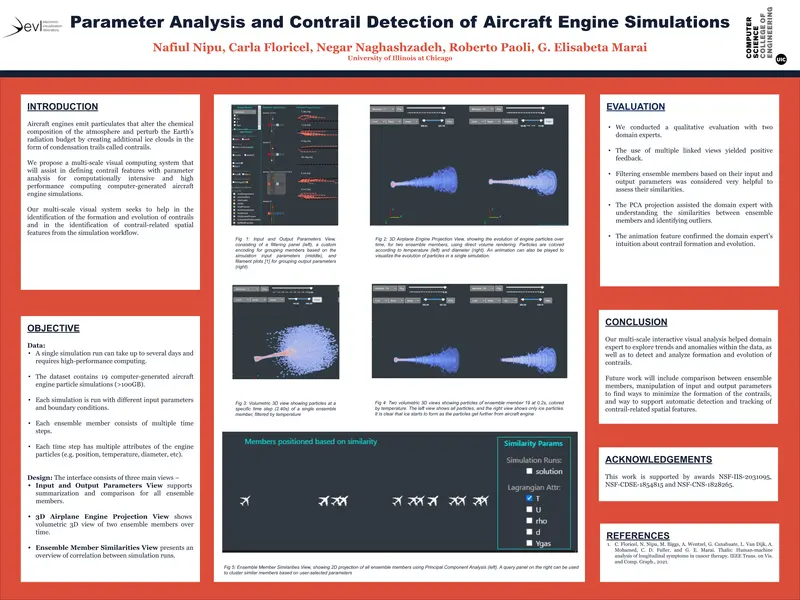 evl
electronic
visualization
laboratory
Parameter Analysis and Contrail Detection of Aircraft Engine Simulations
Nafiul Nipu, Carla Floricel, Negar Naghashzadeh, Roberto Paoli, G. Elisabeta Marai
University of Illinois at Chicago
COMPUTER
SCIENCE
COLLEGE OF
ENGINEERING
UIC
INTRODUCTION
Aircraft engines emit particulates that alter the chemical
composition of the atmosphere and perturb the Earth's
radiation budget by creating additional ice clouds in the
form of condensation trails called contrails.
We propose a multi-scale visual computing system that
will assist in defining contrail features with parameter
analysis for computationally intensive and high
performance computing computer-generated aircraft
engine simulations.
Our multi-scale visual system seeks to help in the
identification of the formation and evolution of contrails
and in the identification of contrail-related spatial
features from the simulation workflow.
OBJECTIVE
Data:
• A single simulation run can take up to several days and
requires high-performance computing.
• The dataset contains 19 computer-generated aircraft
engine particle simulations (>100GB).
• Each simulation is run with different input parameters
and boundary conditions.
• Each ensemble member consists of multiple time
steps.
• Each time step has multiple attributes of the engine
particles (e.g, position, temperature, diameter, etc).
Design: The interface consists of three main views –
• Input and Output Parameters View supports
summarization and comparison for all ensemble
members.
• 3D Airplane Engine Projection View shows
volumetric 3D view of two ensemble members over
time.
• Ensemble Member Similarities View presents an
overview of correlation between simulation runs.
Fig 1: Input and Output Parameters View,
consisting of a filtering panel (left), a custom
encoding for grouping members based on the
simulation input parameters (middle), and
filament plots [1] for grouping output parameters
(right)
Fig 2: 3D Airplane Engine Projection View, showing the evolution of engine particles over
time, for two ensemble members, using direct volume rendering. Particles are colored
according to temperature (left) and diameter (right). An animation can also be played to
visualize the evolution of particles in a single simulation.
Fig 3: Volumetric 3D view showing particles at
a specific time step (2.40s) of a single ensemble
member, filtered by temperature
Fig 4: Two volumetric 3D views showing particles of ensemble member 19 at 0.2s, colored
by temperature. The left view shows all particles, and the right view shows only ice particles
It is clear that ice starts to form as the particles get further from aircraft engine.
Members positioned based on similarity
Similarity Params
Simulation Runs:
solution
Lagrangian Attr:
T
U
rho
d
Ygas
Fig 5: Ensemble Member Similarities View, showing 2D projection of all ensemble members using Principal Component Analysis (left). A query panel on the right can be used
to cluster similar members based on user-selected parameters
EVALUATION
• We conducted a qualitative evaluation with two
domain experts.
• The use of multiple linked views yielded positive
feedback.
• Filtering ensemble members based on their input and
output parameters was considered very helpful to
assess their similarities.
• The PCA projection assisted the domain expert with
understanding the similarities between ensemble
members and identifying outliers.
• The animation feature confirmed the domain expert's
intuition about contrail formation and evolution.
CONCLUSION
Our multi-scale interactive visual analysis helped domain
expert to explore trends and anomalies within the data, as
well as to detect and analyze formation and evolution of
contrails.
Future work will include comparison between ensemble
members, manipulation of input and output parameters
to find ways to minimize the formation of the contrails,
and way to support automatic detection and tracking of
contrail-related spatial features.
ACKNOWLEDGEMENTS
This work is supported by awards NSF-IIS-2031095,
NSF-CDSE-1854815 and NSF-CNS-1828265.
REFERENCES
1. C. Floricel, N. Nipu, M. Biggs, A. Wentzel, G. Canahuate, L. Van Dijk, A.
Mohamed, C. D. Fuller, and G. E. Marai. Thalis: Human-machine
analysis of longitudinal symptoms in cancer therapy. IEEE Trans. on Vis.
and Comp. Graph., 2021.